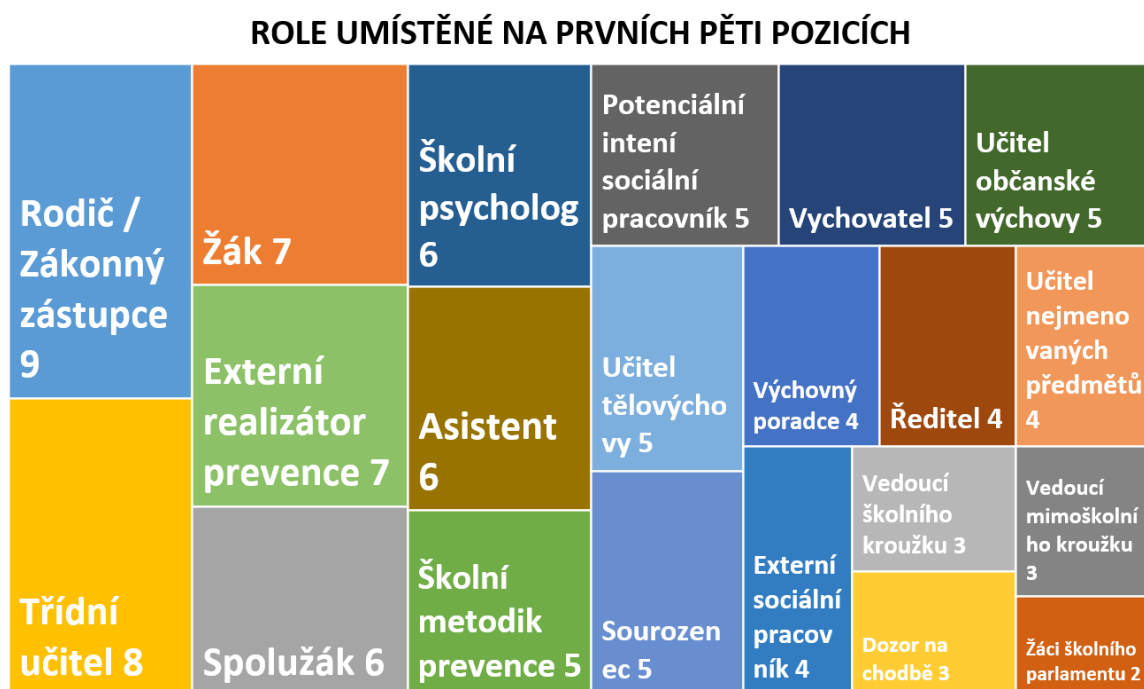 ROLE UMÍSTĚNÉ NA PRVNÍCH PĚTI POZICÍCH
Rodič /
Zákonný
zástupce
9
Třídní
učitel 8
Žák 7
Externí
realizátor
prevence 7
Spolužák 6
Školní
psycholog
6
Asistent
6
Školní
metodik
prevence 5
Potenciální
intení
sociální
pracovník 5
Vychovatel 5
Učitel
občanské
výchovy 5
Učitel
tělovýcho
vy 5
Sourozen
ec 5
Výchovný
poradce 4
Ředitel 4
Učitel
nejmeno
vaných
předmětů
4
Externí
sociální
pracov
ník 4
Vedoucí
školního
kroužku 3
Dozor na
chodbě 3
Vedoucí
mimoškolní
ho kroužku
3
Žáci školního
parlamentu 2